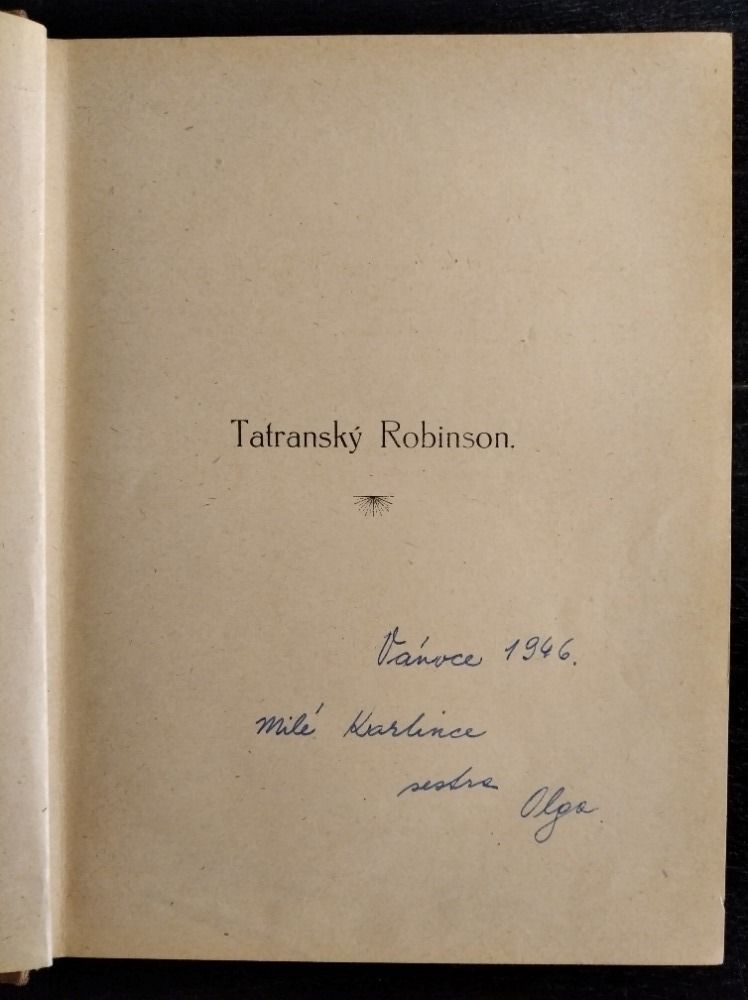 Tatranský Robinson.
Vánoce 1946.
Milé Karlince
sestra
Olga.